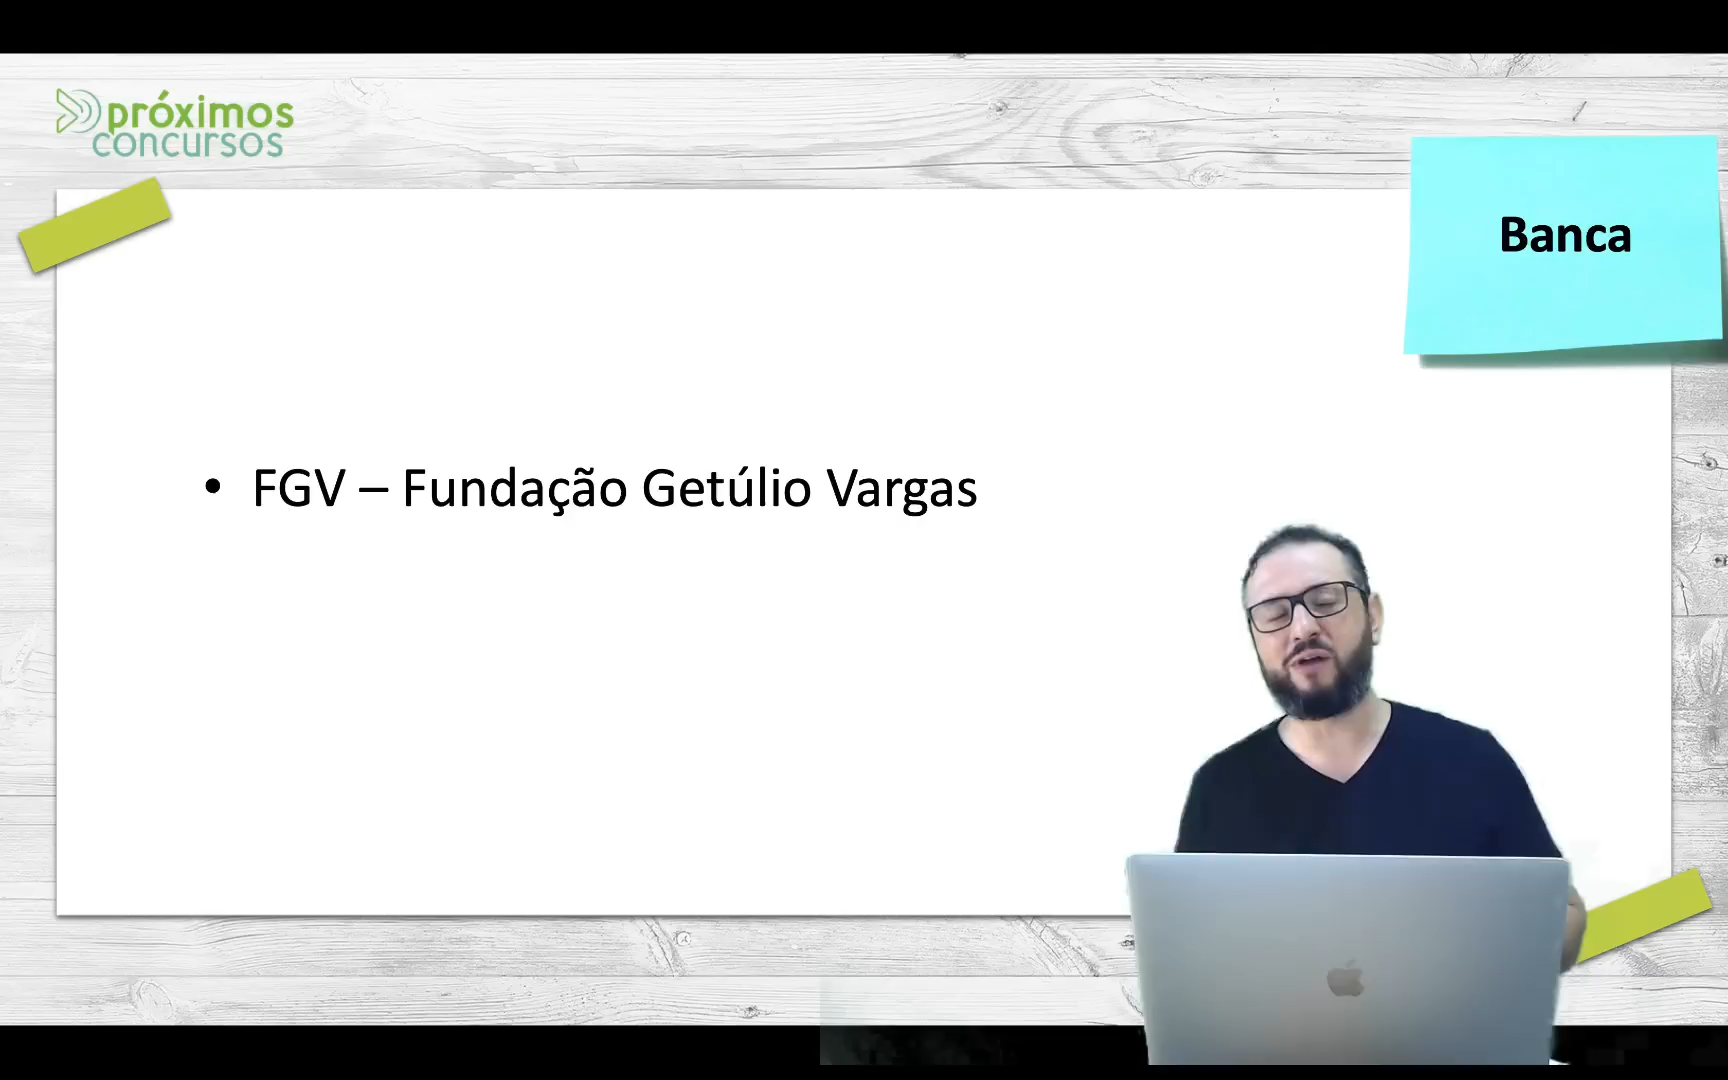 próximos
concursos
Banca
• FGV – Fundação Getúlio Vargas